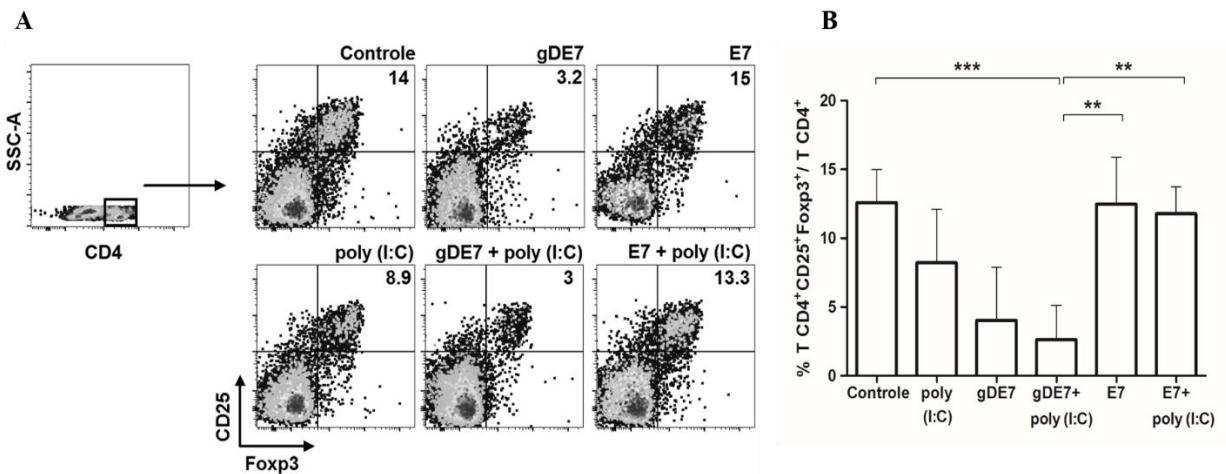 A
SSC-A
CD4
Controle
14
gDE7
3.2
E7
15
poly (I:C)
8.9
gDE7 + poly (I:C)
3
E7 + poly (I:C)
13.3
CD25
Foxp3
B
***
**
**
% T CD4⁺CD25⁺Foxp3⁺/ T CD4⁺
20
15
10
5
0
Controle
poly
(I:C)
gDE7
gDE7+
poly (I:C)
E7
E7+
poly (I:C)